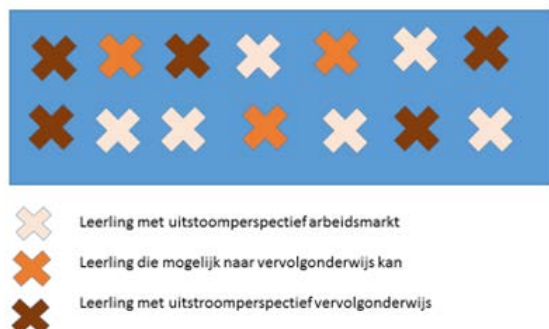 Leerling met uitstoomperspectief arbeidsmarkt
Leerling die mogelijk naar vervolgonderwijs kan
Leerling met uitstroomperspectief vervolgonderwijs